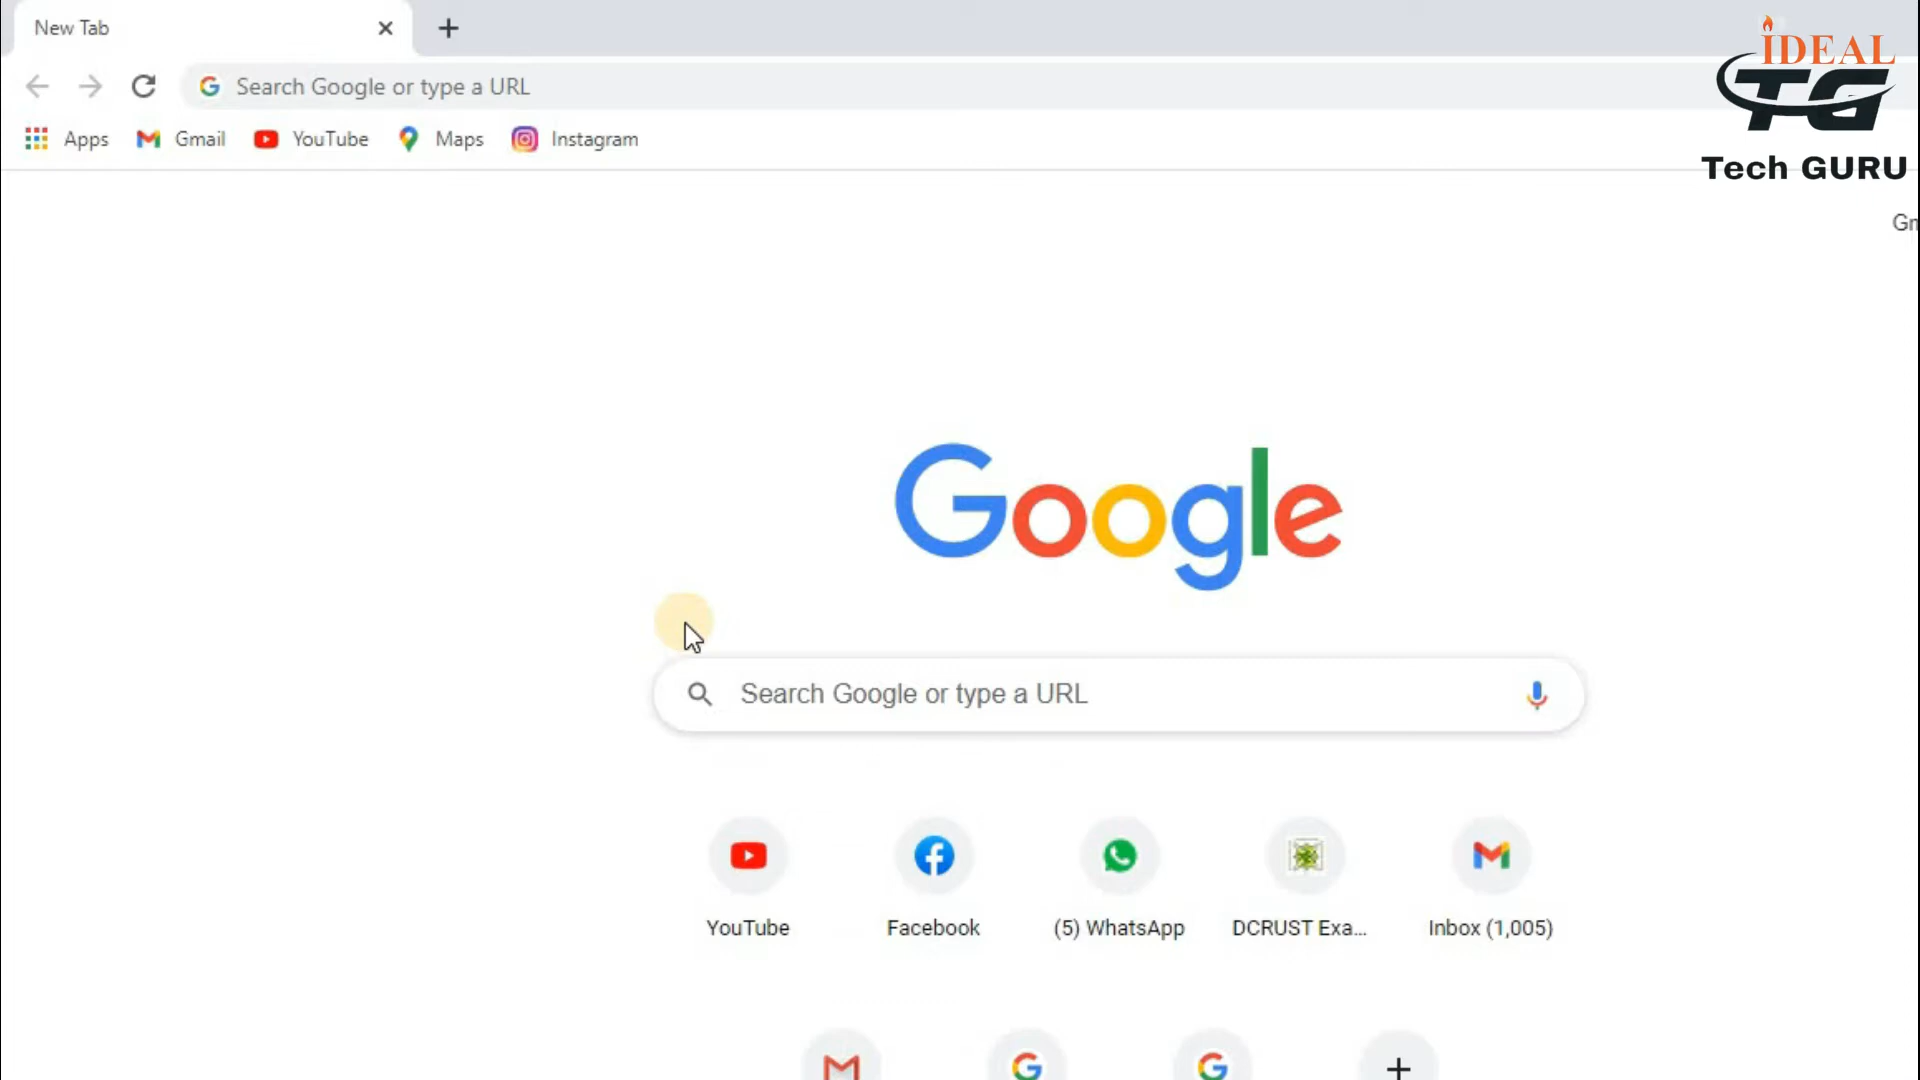 New Tab
Search Google or type a URL
Apps
Gmail
YouTube
Maps
Instagram
IDEAL
TG
Tech GURU
Gm
Google
Search Google or type a URL
YouTube
Facebook
(5) WhatsApp
DCRUST Exa...
Inbox (1,005)